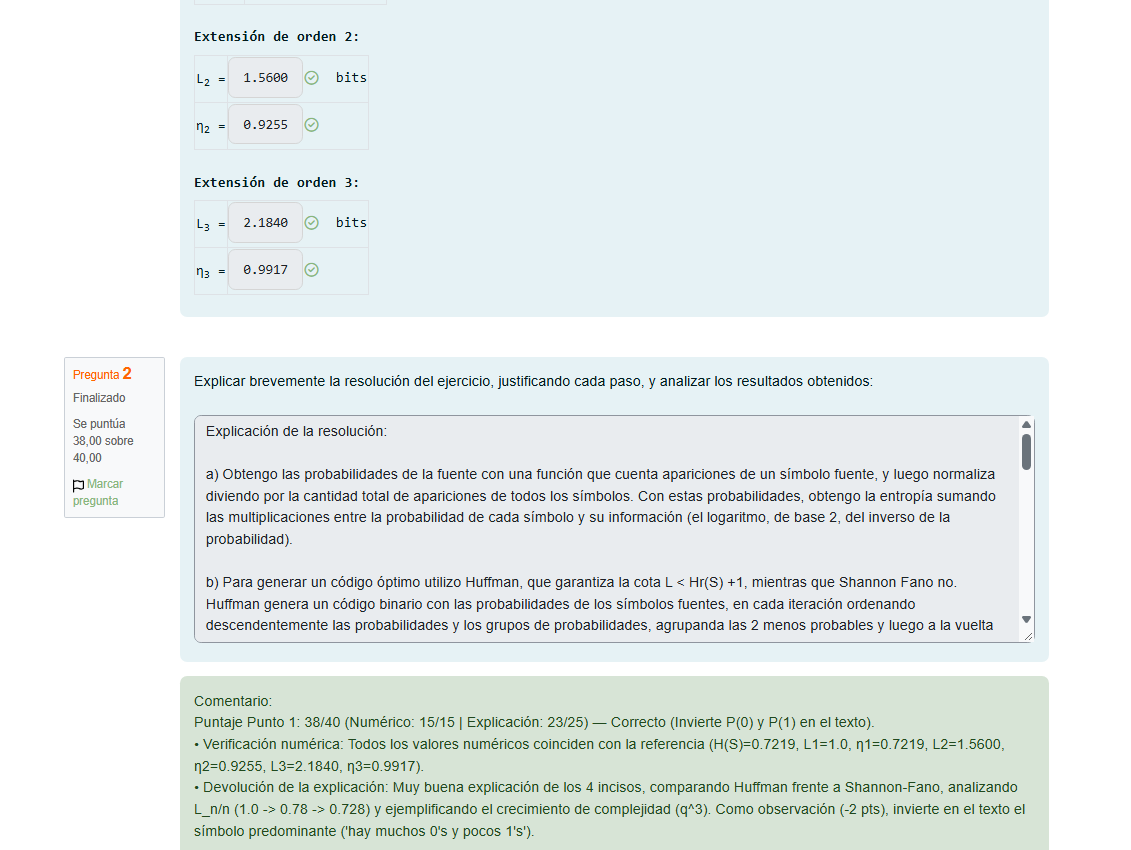 Extensión de orden 2:
L2 = 1.5600 bits
η2 = 0.9255
Extensión de orden 3:
L3 = 2.1840 bits
η3 = 0.9917
Pregunta 2
Finalizado
Se puntúa
38,00 sobre
40,00
Marcar
pregunta
Explicar brevemente la resolución del ejercicio, justificando cada paso, y analizar los resultados obtenidos:
Explicación de la resolución:
a) Obtengo las probabilidades de la fuente con una función que cuenta apariciones de un símbolo fuente, y luego normaliza
diviendo por la cantidad total de apariciones de todos los símbolos. Con estas probabilidades, obtengo la entropía sumando
las multiplicaciones entre la probabilidad de cada símbolo y su información (el logaritmo, de base 2, del inverso de la
probabilidad).
b) Para generar un código óptimo utilizo Huffman, que garantiza la cota L < Hr(S) +1, mientras que Shannon Fano no.
Huffman genera un código binario con las probabilidades de los símbolos fuentes, en cada iteración ordenando
descendentemente las probabilidades y los grupos de probabilidades, agrupanda las 2 menos probables y luego a la vuelta
Comentario:
Puntaje Punto 1: 38/40 (Numérico: 15/15 | Explicación: 23/25) — Correcto (Invierte P(0) y P(1) en el texto).
• Verificación numérica: Todos los valores numéricos coinciden con la referencia (H(S)=0.7219, L1=1.0, η1=0.7219, L2=1.5600,
η2=0.9255, L3=2.1840, η3=0.9917).
• Devolución de la explicación: Muy buena explicación de los 4 incisos, comparando Huffman frente a Shannon-Fano, analizando
L_n/n (1.0 -> 0.78 -> 0.728) y ejemplificando el crecimiento de complejidad (q^3). Como observación (-2 pts), invierte en el texto el
símbolo predominante ('hay muchos 0's y pocos 1's').